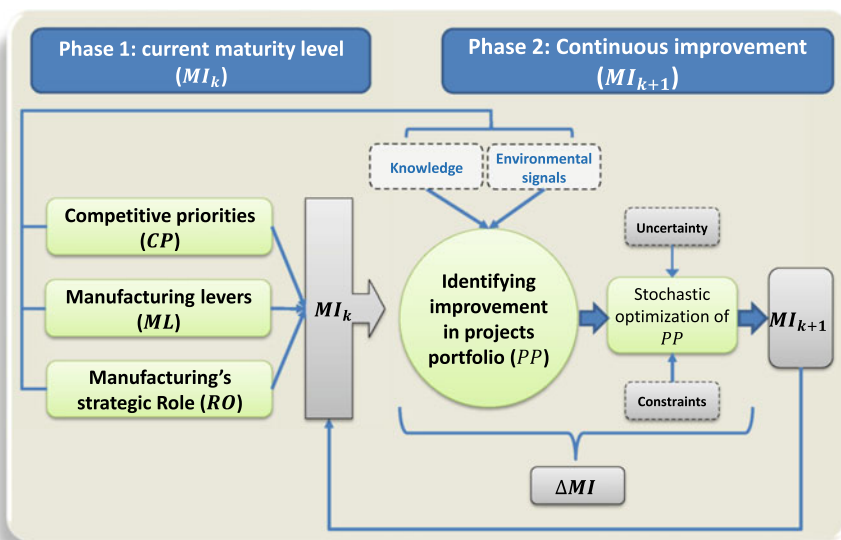 Phase 1: current maturity level
(MIₖ)
Phase 2: Continuous improvement
(MIₖ₊₁)
Knowledge
Environmental
signals
Competitive priorities
(CP)
Manufacturing levers
(ML)
Manufacturing's
strategic Role (RO)
MIₖ
Identifying
improvement
in projects
portfolio (PP)
Uncertainty
Stochastic
optimization of
PP
Constraints
MIₖ₊₁
ΔMI